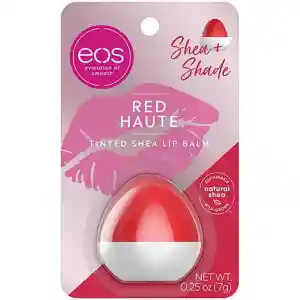 eos
evolution of
smooth
Shea +
Shade
RED
HAUTE
TINTED SHEA LIP BALM
SUSTAINABLE
natural
shea
NET WT.
0.25 oz (7g)